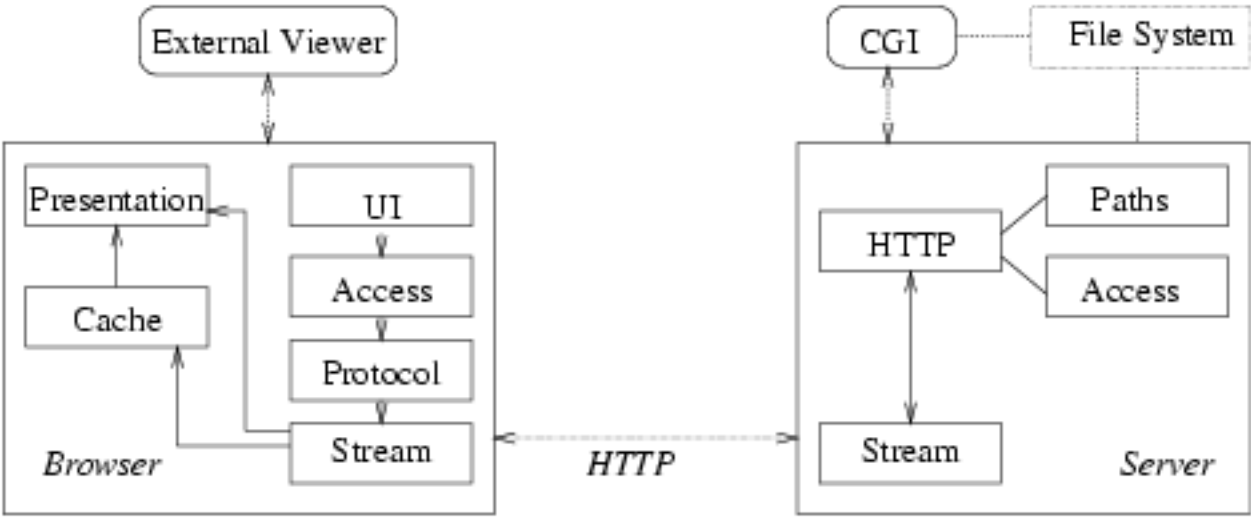 External Viewer
CGI
File System
Presentation
UI
Access
Cache
Protocol
Stream
Browser
HTTP
Paths
HTTP
Access
Stream
Server